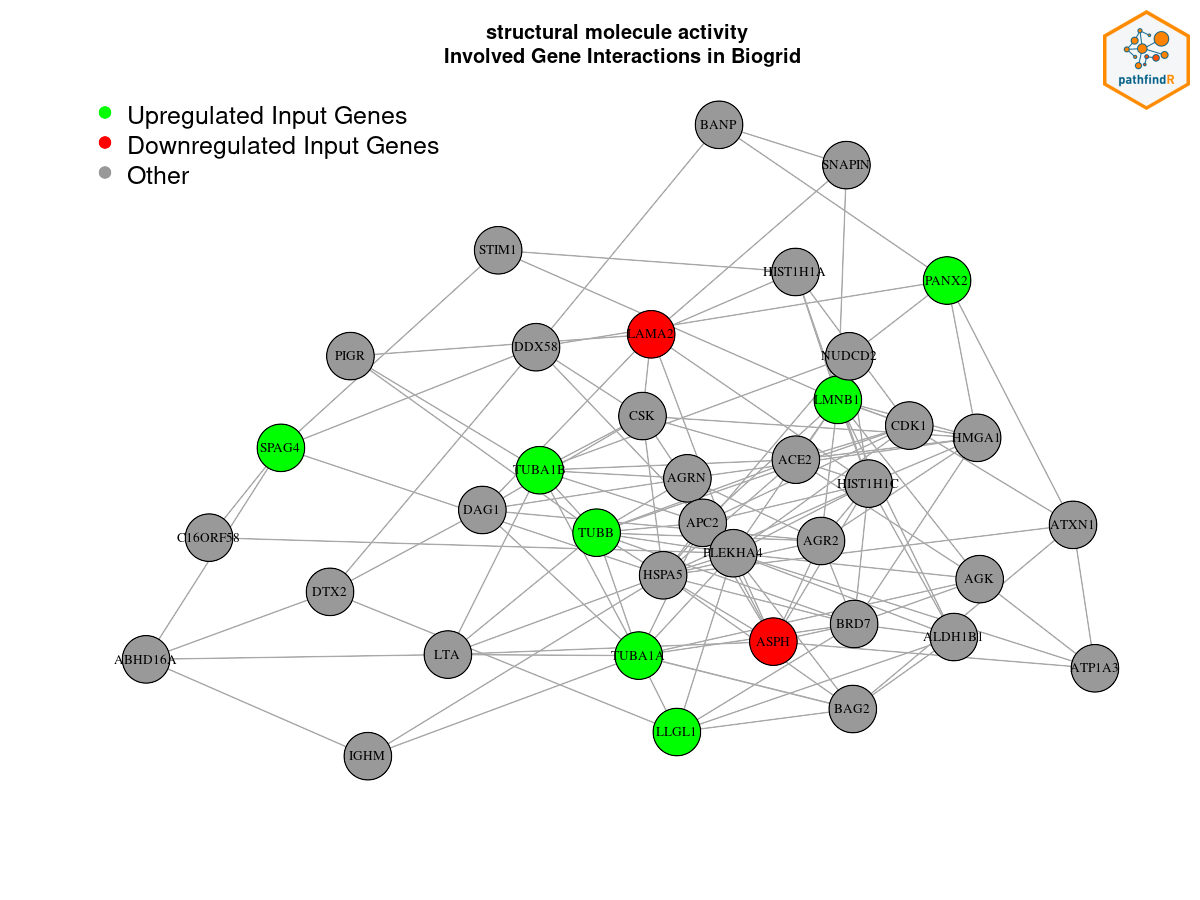 structural molecule activity
Involved Gene Interactions in Biogrid
pathfindR
Upregulated Input Genes
Downregulated Input Genes
Other
BANP
SNAPIN
STIM1
HIST1H1A
PANX2
LAMA2
DDX58
PIGR
NUDCD2
LMNB1
CSK
CDK1
HMGA1
SPAG4
ACE2
TUBA1B
AGRN
HIST1H1C
DAG1
APC2
ATXN1
TUBB
C16ORF58
AGR2
PLEKHA4
HSPA5
AGK
DTX2
BRD7
ALDH1B1
ASPH
LTA
TUBA1A
ABHD16A
ATP1A3
BAG2
LLGL1
IGHM